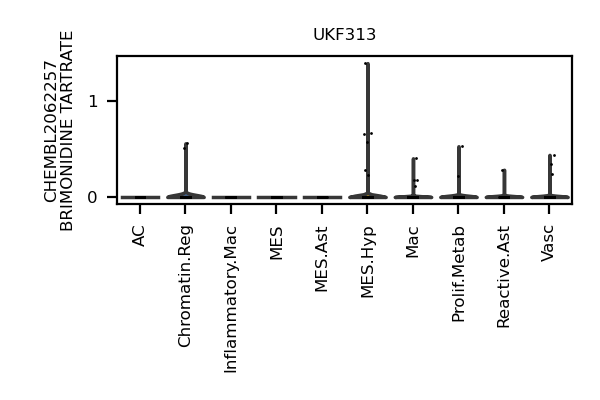 UKF313
CHEMBL2062257
BRIMONIDINE TARTRATE
1
0
AC
Chromatin.Reg
Inflammatory.Mac
MES
MES.Ast
MES.Hyp
Mac
Prolif.Metab
Reactive.Ast
Vasc